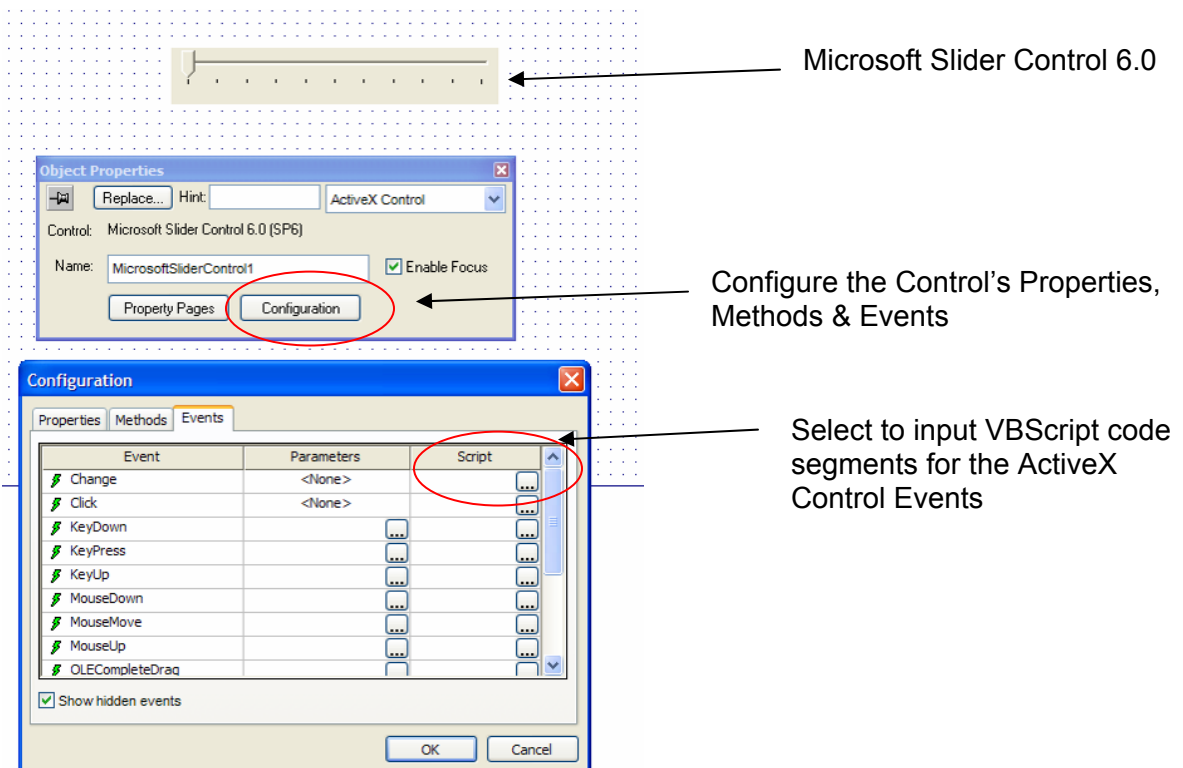 Microsoft Slider Control 6.0
Object Properties
Replace... Hint: ActiveX Control
Control: Microsoft Slider Control 6.0 (SP6)
Name: MicrosoftSliderControl1 Enable Focus
Property Pages Configuration
Configure the Control's Properties,
Methods & Events
Configuration
Properties Methods Events
Event Parameters Script
Change <None> ...
Click <None> ...
KeyDown ... ...
KeyPress ... ...
KeyUp ... ...
MouseDown ... ...
MouseMove ... ...
MouseUp ... ...
OLECompleteDrag
Show hidden events
OK Cancel
Select to input VBScript code
segments for the ActiveX
Control Events